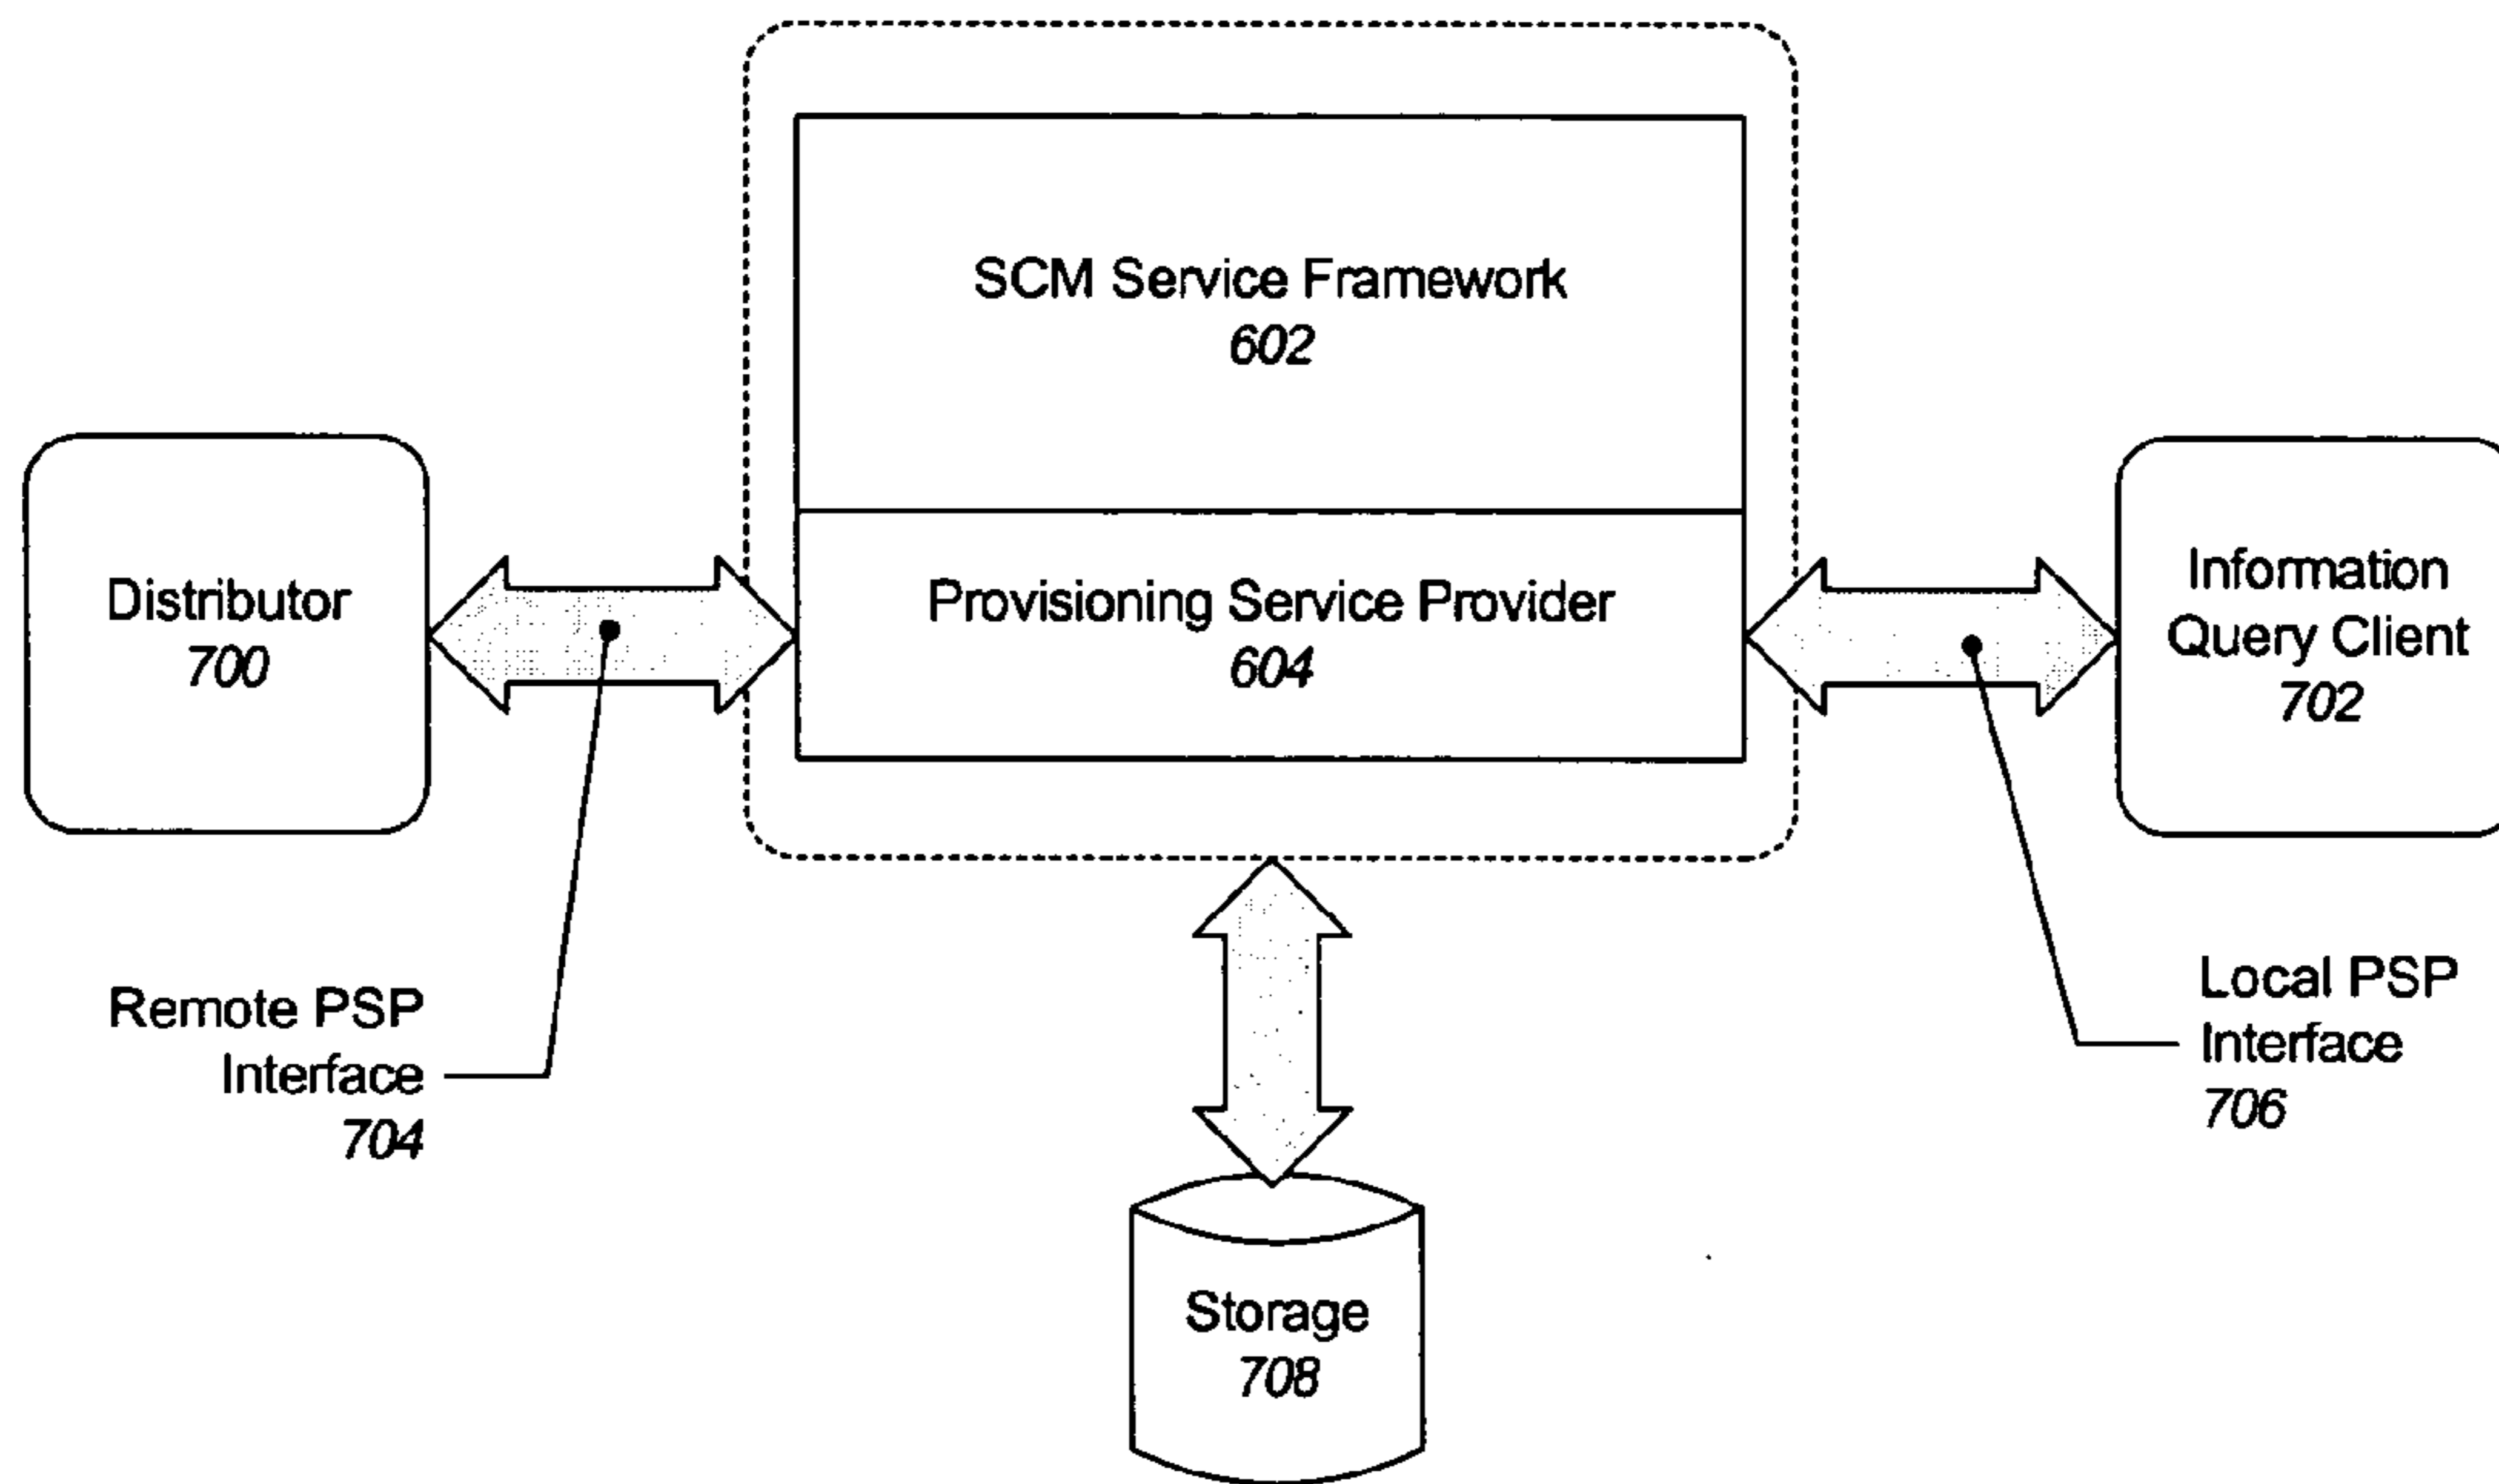 SCM Service Framework
602
Distributor
700
Provisioning Service Provider
604
Information
Query Client
702
Remote PSP
Interface
704
Local PSP
Interface
706
Storage
708